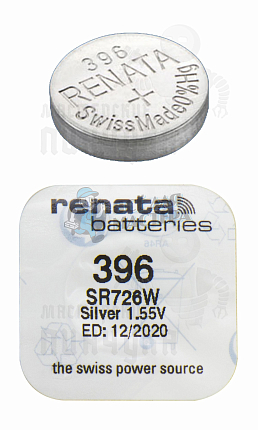 396
RENATA
+
SwissMade0%Hg
renata
batteries
396
SR726W
Silver 1.55V
ED: 12/2020
the swiss power source